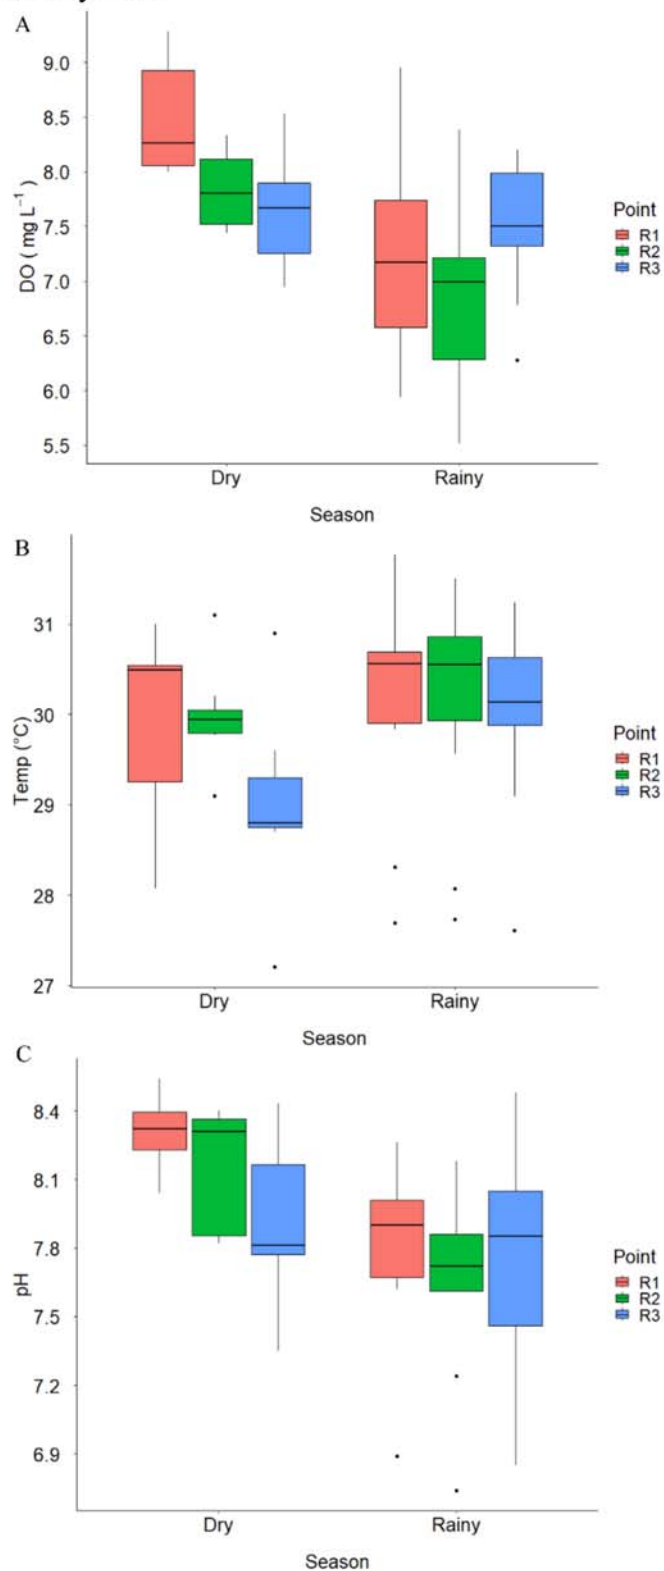 A
9.0
8.5
8.0
7.5
7.0
6.5
6.0
5.5
DO ( mg L⁻¹ )
Dry Rainy
Season
Point
R1
R2
R3
B
31
30
29
28
27
Temp (°C)
Dry Rainy
Season
Point
R1
R2
R3
C
8.4
8.1
7.8
7.5
7.2
6.9
pH
Dry Rainy
Season
Point
R1
R2
R3